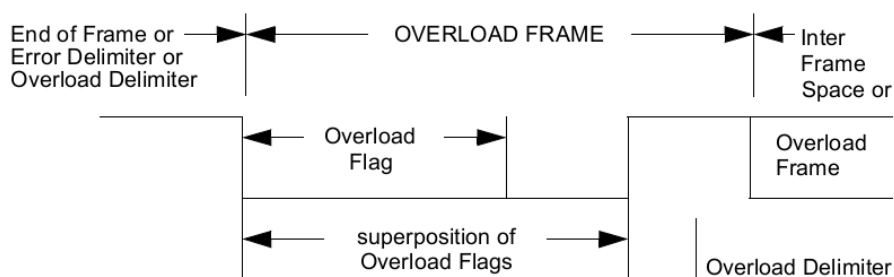 End of Frame or
Error Delimiter or
Overload Delimiter
OVERLOAD FRAME
Inter
Frame
Space or
Overload
Flag
Overload
Frame
superposition of
Overload Flags
Overload Delimiter